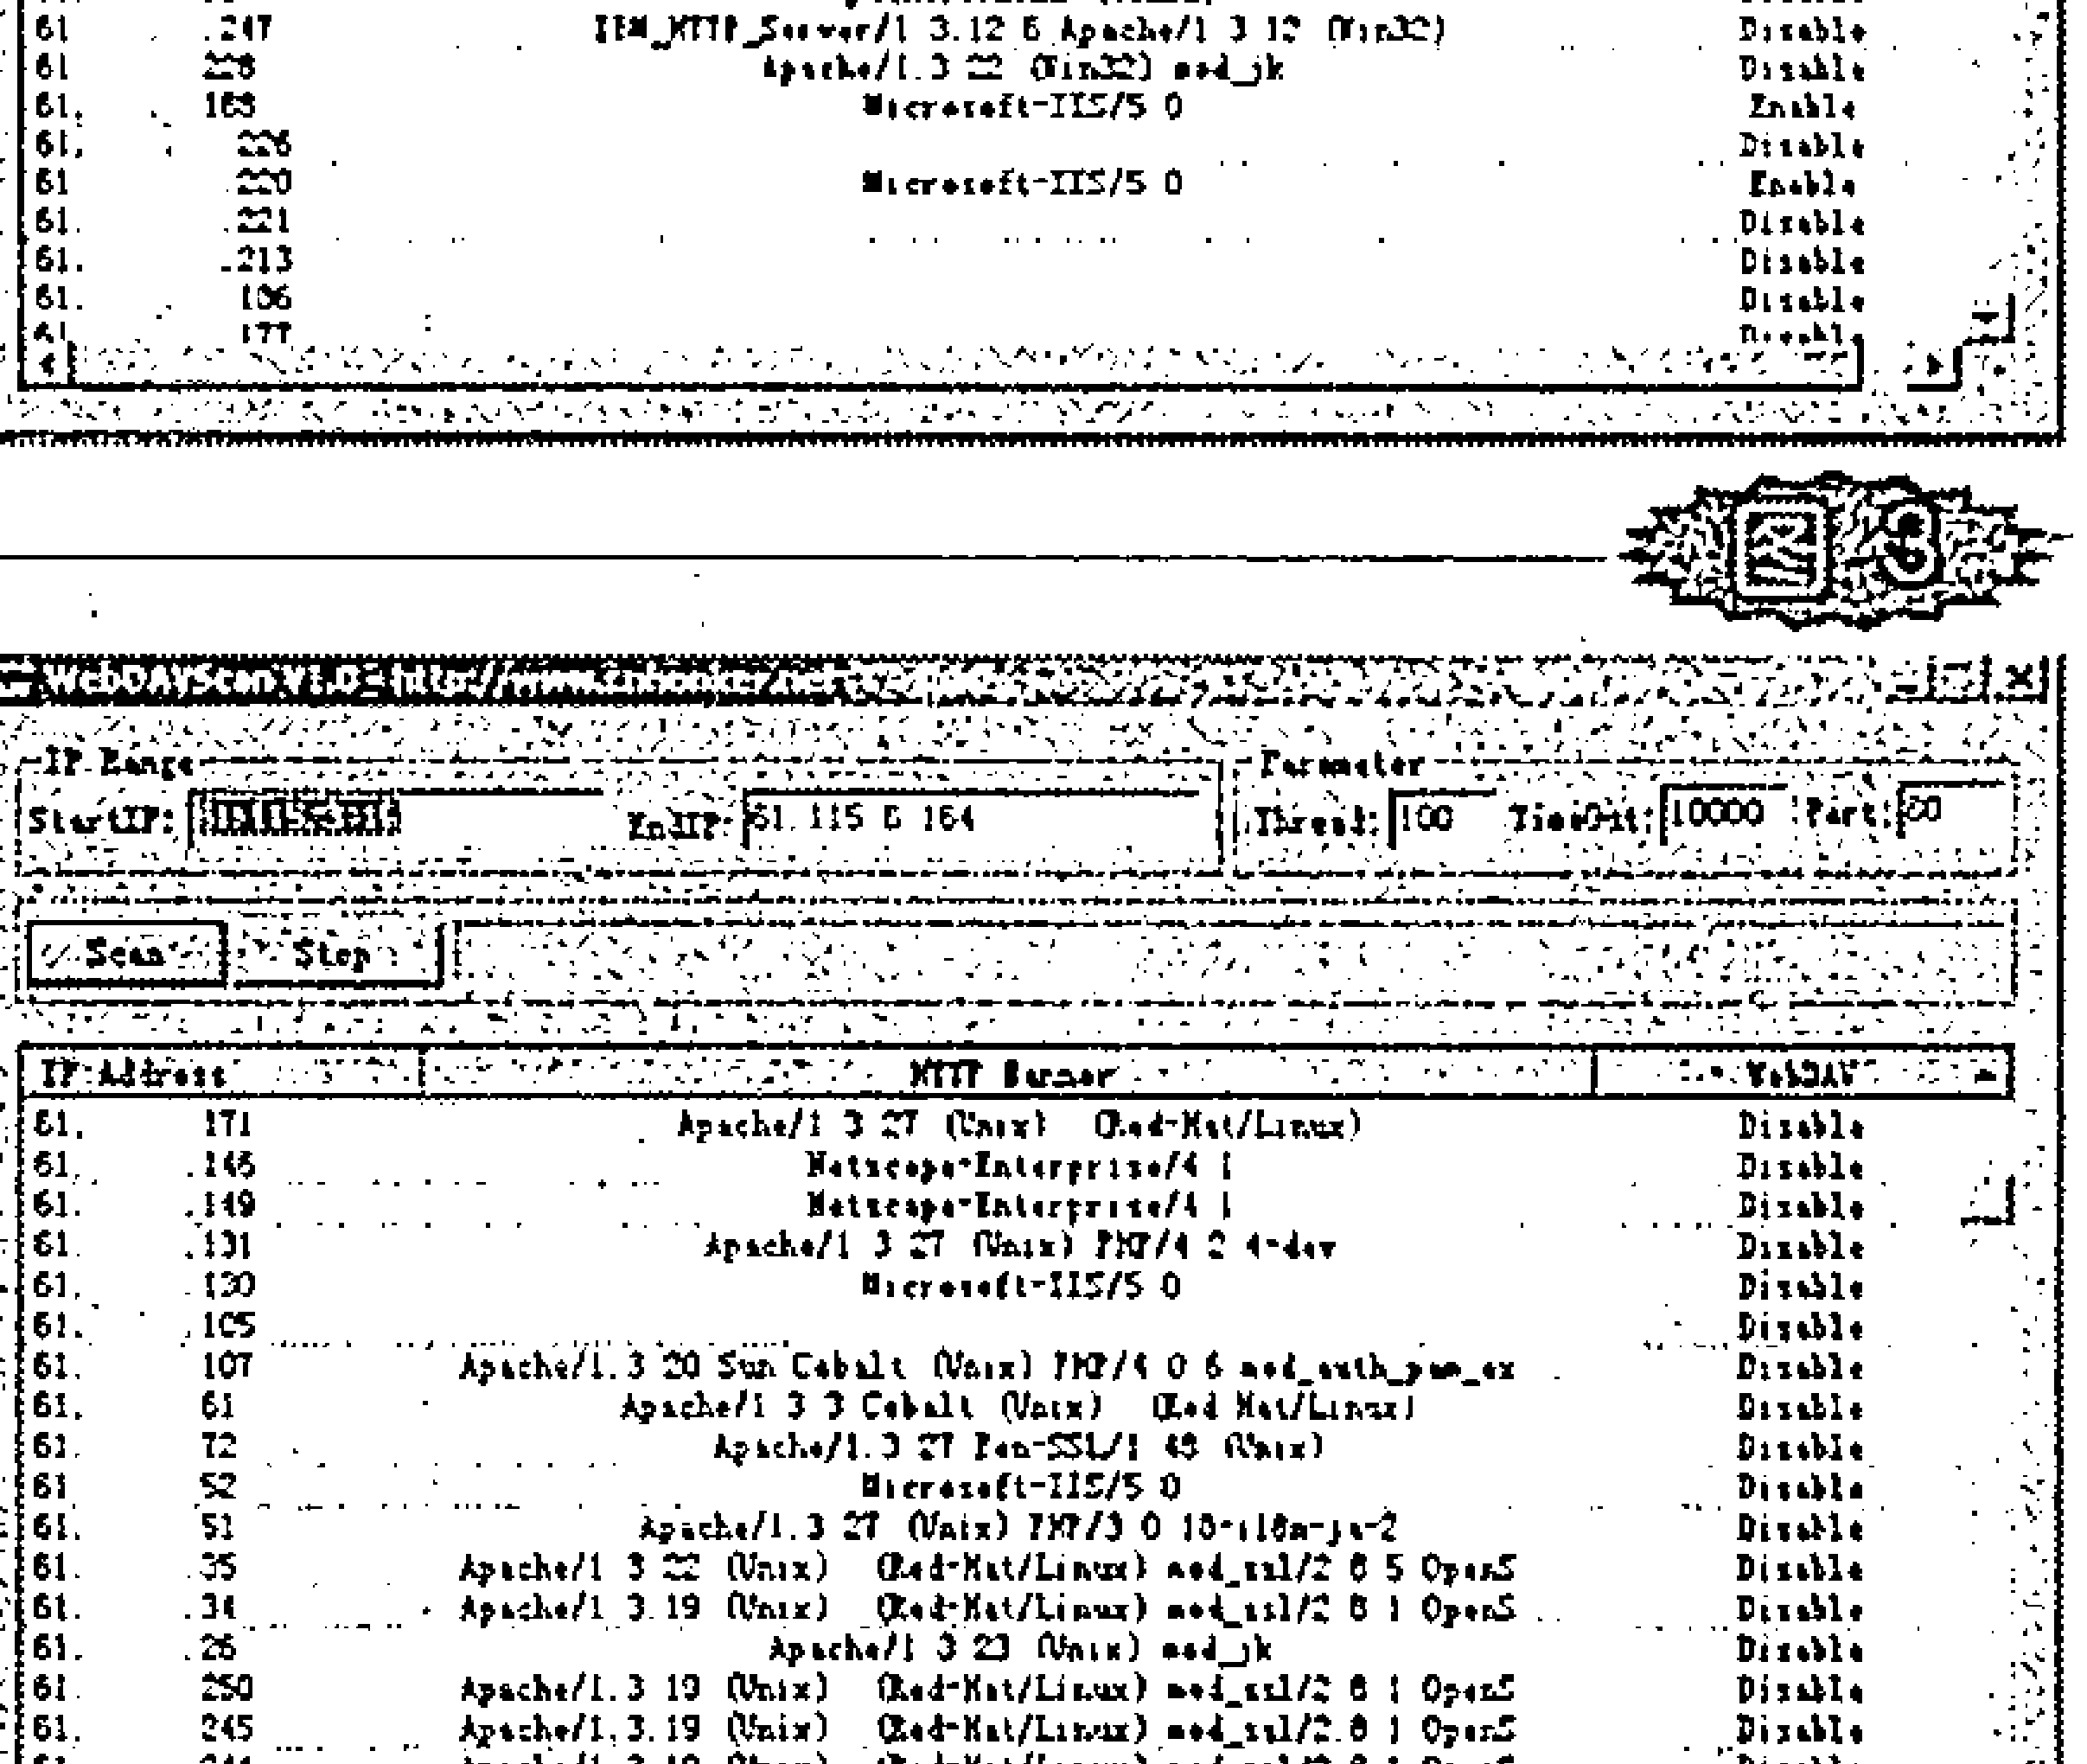 61 .247 IBM_HTTP_Server/1 3.12 6 Apache/1 3 12 (Win32) Disable
61 228 Apache/1.3 22 (Win32) mod_jk Disable
61. 163 Microsoft-IIS/5 0 Enable
61. 226 Disable
61 220 Microsoft-IIS/5 0 Enable
61. .221 Disable
61. .213 Disable
61. 186 Disable
61 177 Disable
图 3
WebDAVScan V1.0 - http://www
IP Range Parameter
StartIP: EndIP: 61.115 164 Thread: 100 TimeOut: 10000 Port: 80
Scan Stop
IP Address HTTP Banner WebDAV
61. 171 Apache/1 3 27 (Unix) (Red-Hat/Linux) Disable
61. .146 Netscape-Enterprise/4 1 Disable
61. .149 Netscape-Enterprise/4 1 Disable
61. .131 Apache/1 3 27 (Unix) PHP/4 2 4-dev Disable
61. .130 Microsoft-IIS/5 0 Disable
61. .105 Disable
61. 107 Apache/1.3 20 Sun Cobalt (Unix) PHP/4 0 6 mod_auth_pam_ex Disable
61. 61 Apache/1 3 3 Cobalt (Unix) (Red Hat/Linux) Disable
61. 72 Apache/1.3 27 Ben-SSL/1 48 (Unix) Disable
61 52 Microsoft-IIS/5 0 Disable
61. 51 Apache/1.3 27 (Unix) PHP/3 0 18-i18n-ja-2 Disable
61. .35 Apache/1 3 22 (Unix) (Red-Hat/Linux) mod_ssl/2 8 5 OpenS Disable
61. .34 Apache/1 3.19 (Unix) (Red-Hat/Linux) mod_ssl/2 8 1 OpenS Disable
61. .26 Apache/1 3 23 (Unix) mod_jk Disable
61. 250 Apache/1.3 19 (Unix) (Red-Hat/Linux) mod_ssl/2 8 1 OpenS Disable
61. 245 Apache/1.3.19 (Unix) (Red-Hat/Linux) mod_ssl/2.8 1 OpenS Disable